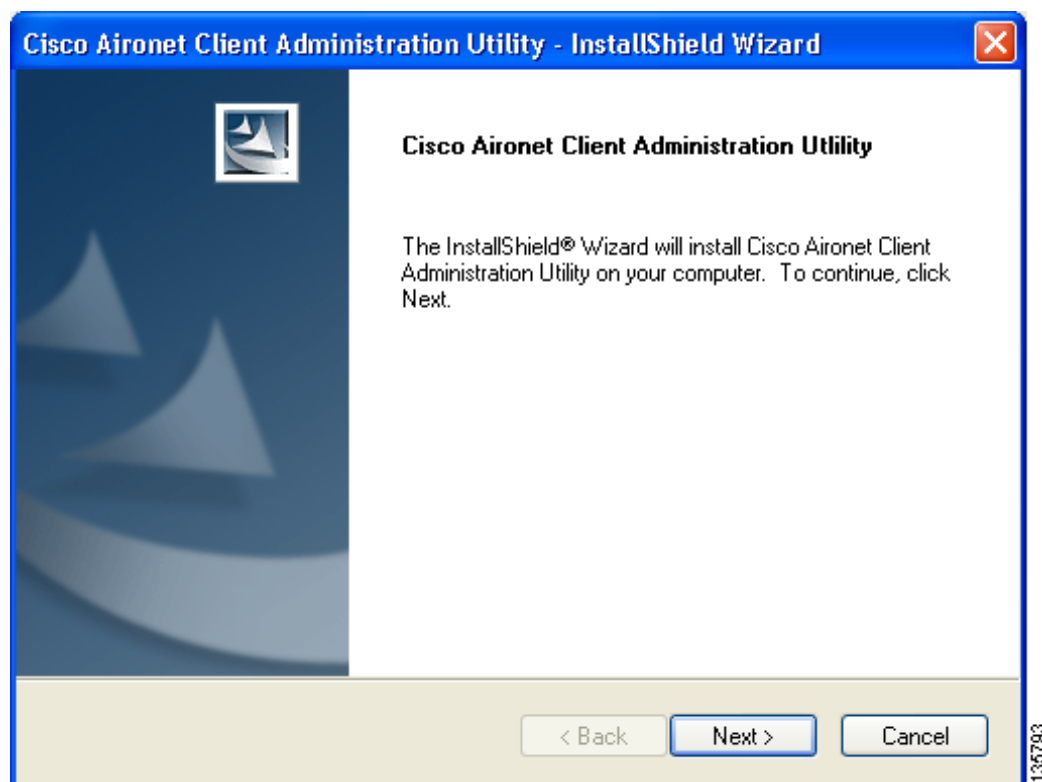 Cisco Aironet Client Administration Utility - InstallShield Wizard
Cisco Aironet Client Administration Utlility
The InstallShield® Wizard will install Cisco Aironet Client
Administration Utility on your computer.  To continue, click
Next.
< Back
Next >
Cancel
135793